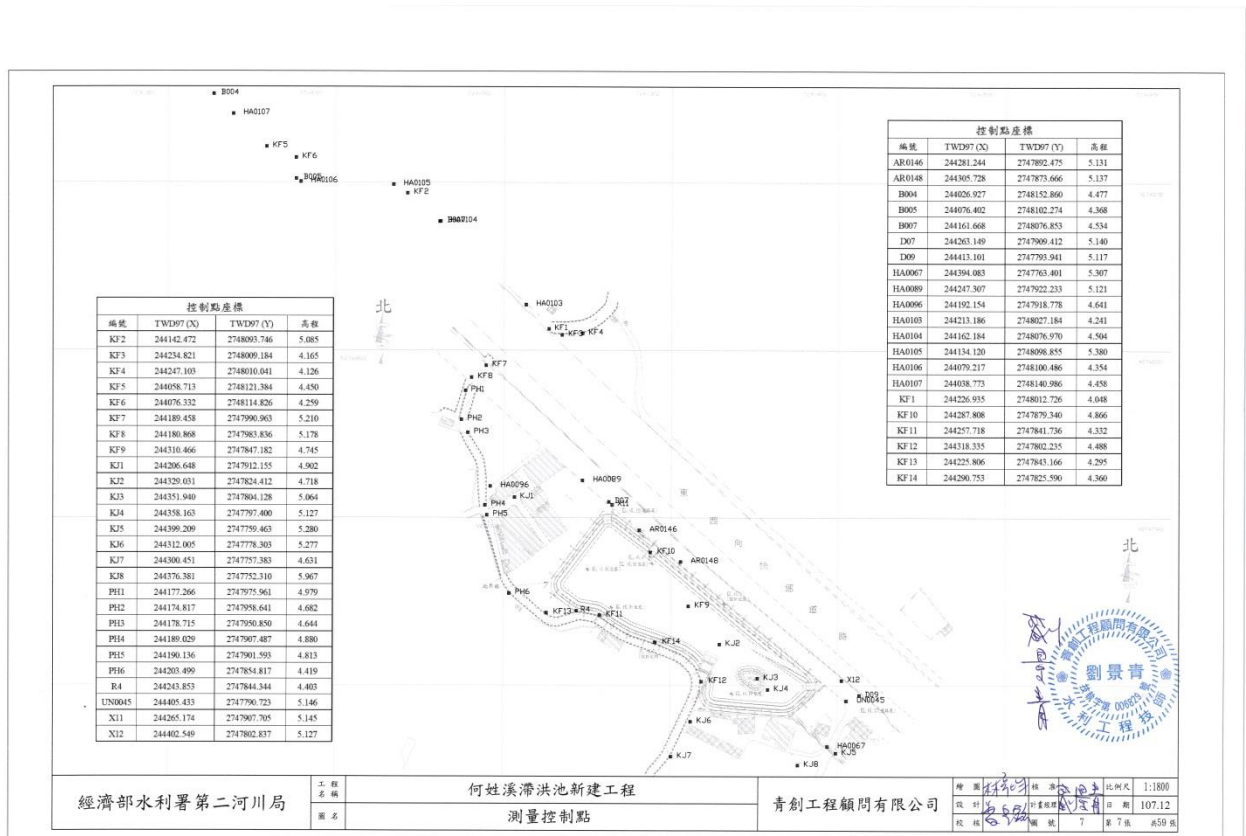 B004
HA0107
KF5
KF6
B005
HA0106
HA0105
KF2
HA0103
KF1
KF3
KF4
KF7
KF8
PH1
PH2
PH3
HA0096
KJ1
HA0089
PH4
PH5
D07
X11
AR0146
KF10
AR0148
PH6
KF13
R4
KF11
KF9
KF14
KJ2
KF12
KJ3
KJ4
X12
D09
UN0045
KJ6
HA0067
KJ5
KJ7
KJ8
北
北
東西向快速道路
控制點座標
編號 TWD97 (X) TWD97 (Y) 高程
KF2 244142.472 2748093.746 5.085
KF3 244234.821 2748009.184 4.165
KF4 244247.103 2748010.041 4.126
KF5 244058.713 2748121.384 4.450
KF6 244076.332 2748114.826 4.259
KF7 244189.458 2747990.963 5.210
KF8 244180.868 2747983.836 5.178
KF9 244310.466 2747847.182 4.745
KJ1 244206.648 2747912.155 4.902
KJ2 244329.031 2747824.412 4.718
KJ3 244351.940 2747804.128 5.064
KJ4 244358.163 2747797.400 5.127
KJ5 244399.209 2747759.463 5.280
KJ6 244312.005 2747778.303 5.277
KJ7 244300.451 2747757.383 4.631
KJ8 244376.381 2747752.310 5.967
PH1 244177.266 2747975.961 4.979
PH2 244174.817 2747958.641 4.682
PH3 244178.715 2747950.850 4.644
PH4 244189.029 2747907.487 4.880
PH5 244190.136 2747901.593 4.813
PH6 244203.499 2747854.817 4.419
R4 244243.853 2747844.344 4.403
UN0045 244405.433 2747790.723 5.146
X11 244265.174 2747907.705 5.145
X12 244402.549 2747802.837 5.127
控制點座標
編號 TWD97 (X) TWD97 (Y) 高程
AR0146 244281.244 2747892.475 5.131
AR0148 244305.728 2747873.666 5.137
B004 244026.927 2748152.860 4.477
B005 244076.402 2748102.274 4.368
B007 244161.668 2748076.853 4.534
D07 244263.149 2747909.412 5.140
D09 244413.101 2747793.941 5.117
HA0067 244394.083 2747763.401 5.307
HA0089 244247.307 2747922.233 5.121
HA0096 244192.154 2747918.778 4.641
HA0103 244213.186 2748027.184 4.241
HA0104 244162.184 2748076.970 4.504
HA0105 244134.120 2748098.855 5.380
HA0106 244079.217 2748100.486 4.354
HA0107 244038.773 2748140.986 4.458
KF1 244226.935 2748012.726 4.048
KF10 244287.808 2747879.340 4.866
KF11 244257.718 2747841.736 4.332
KF12 244318.335 2747802.235 4.488
KF13 244225.806 2747843.166 4.295
KF14 244290.753 2747825.590 4.360
青創工程顧問有限公司
劉景青
技執字第 006829 號
水利工程技師
經濟部水利署第二河川局
工程名稱 何姓溪滯洪池新建工程
圖名 測量控制點
青創工程顧問有限公司
繪圖 核准 比例尺 1:1800
設計 計畫經理 日期 107.12
校核 圖號 7 第 7 張 共59 張